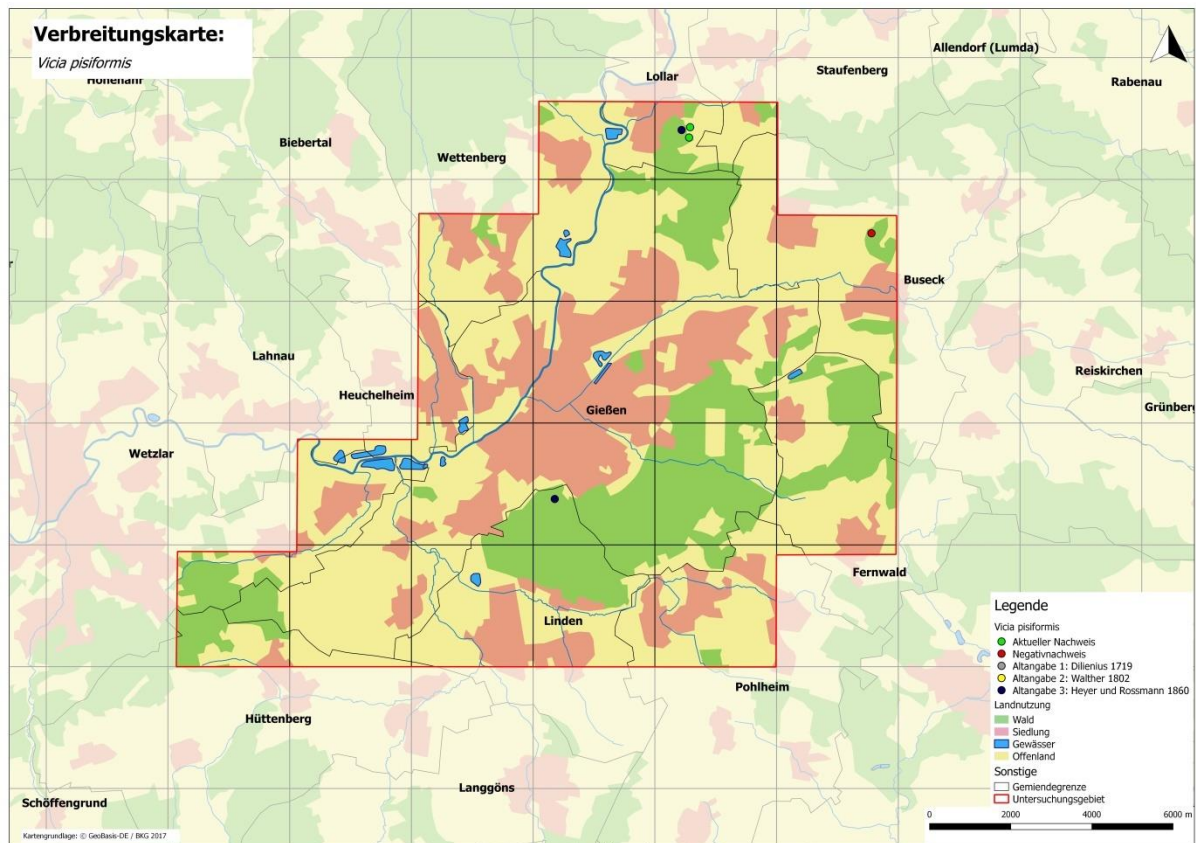 Verbreitungskarte:
Vicia pisiformis
Hohenahr
Lollar
Allendorf (Lumda)
Staufenberg
Rabenau
Biebertal
Wettenberg
Buseck
Lahnau
Heuchelheim
Reiskirchen
Gießen
Grünberg
Wetzlar
Fernwald
Linden
Pohlheim
Hüttenberg
Langgöns
Schöffengrund
Legende
Vicia pisiformis
Aktueller Nachweis
Negativnachweis
Altangabe 1: Dilienius 1719
Altangabe 2: Walther 1802
Altangabe 3: Heyer und Rossmann 1860
Landnutzung
Wald
Siedlung
Gewässer
Offenland
Sonstige
Gemiendegrenze
Untersuchungsgebiet
0 2000 4000 6000 m
Kartengrundlage: © GeoBasis-DE / BKG 2017